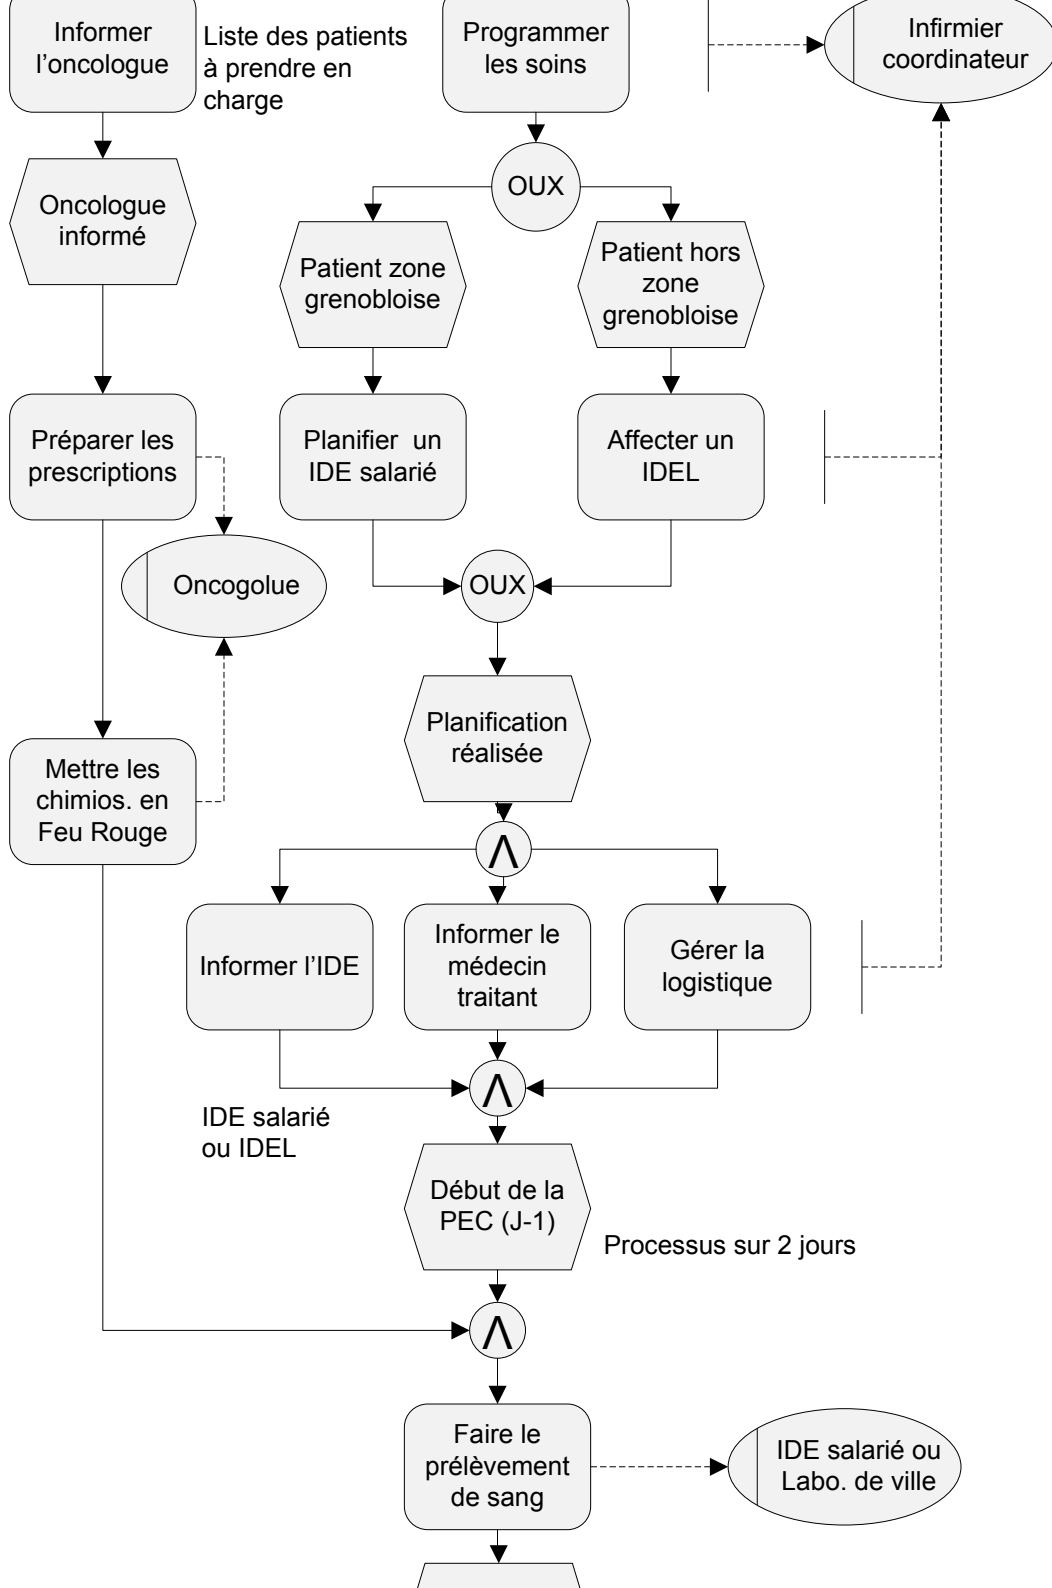 Informer
l'oncologue
Liste des patients
à prendre en
charge
Programmer
les soins
Infirmier
coordinateur
OUX
Oncologue
informé
Patient zone
grenobloise
Patient hors
zone
grenobloise
Préparer les
prescriptions
Planifier un
IDE salarié
Affecter un
IDEL
Oncogolue
OUX
Planification
réalisée
Mettre les
chimios. en
Feu Rouge
Λ
Informer l'IDE
Informer le
médecin
traitant
Gérer la
logistique
Λ
IDE salarié
ou IDEL
Début de la
PEC (J-1)
Processus sur 2 jours
Λ
Faire le
prélèvement
de sang
IDE salarié ou
Labo. de ville